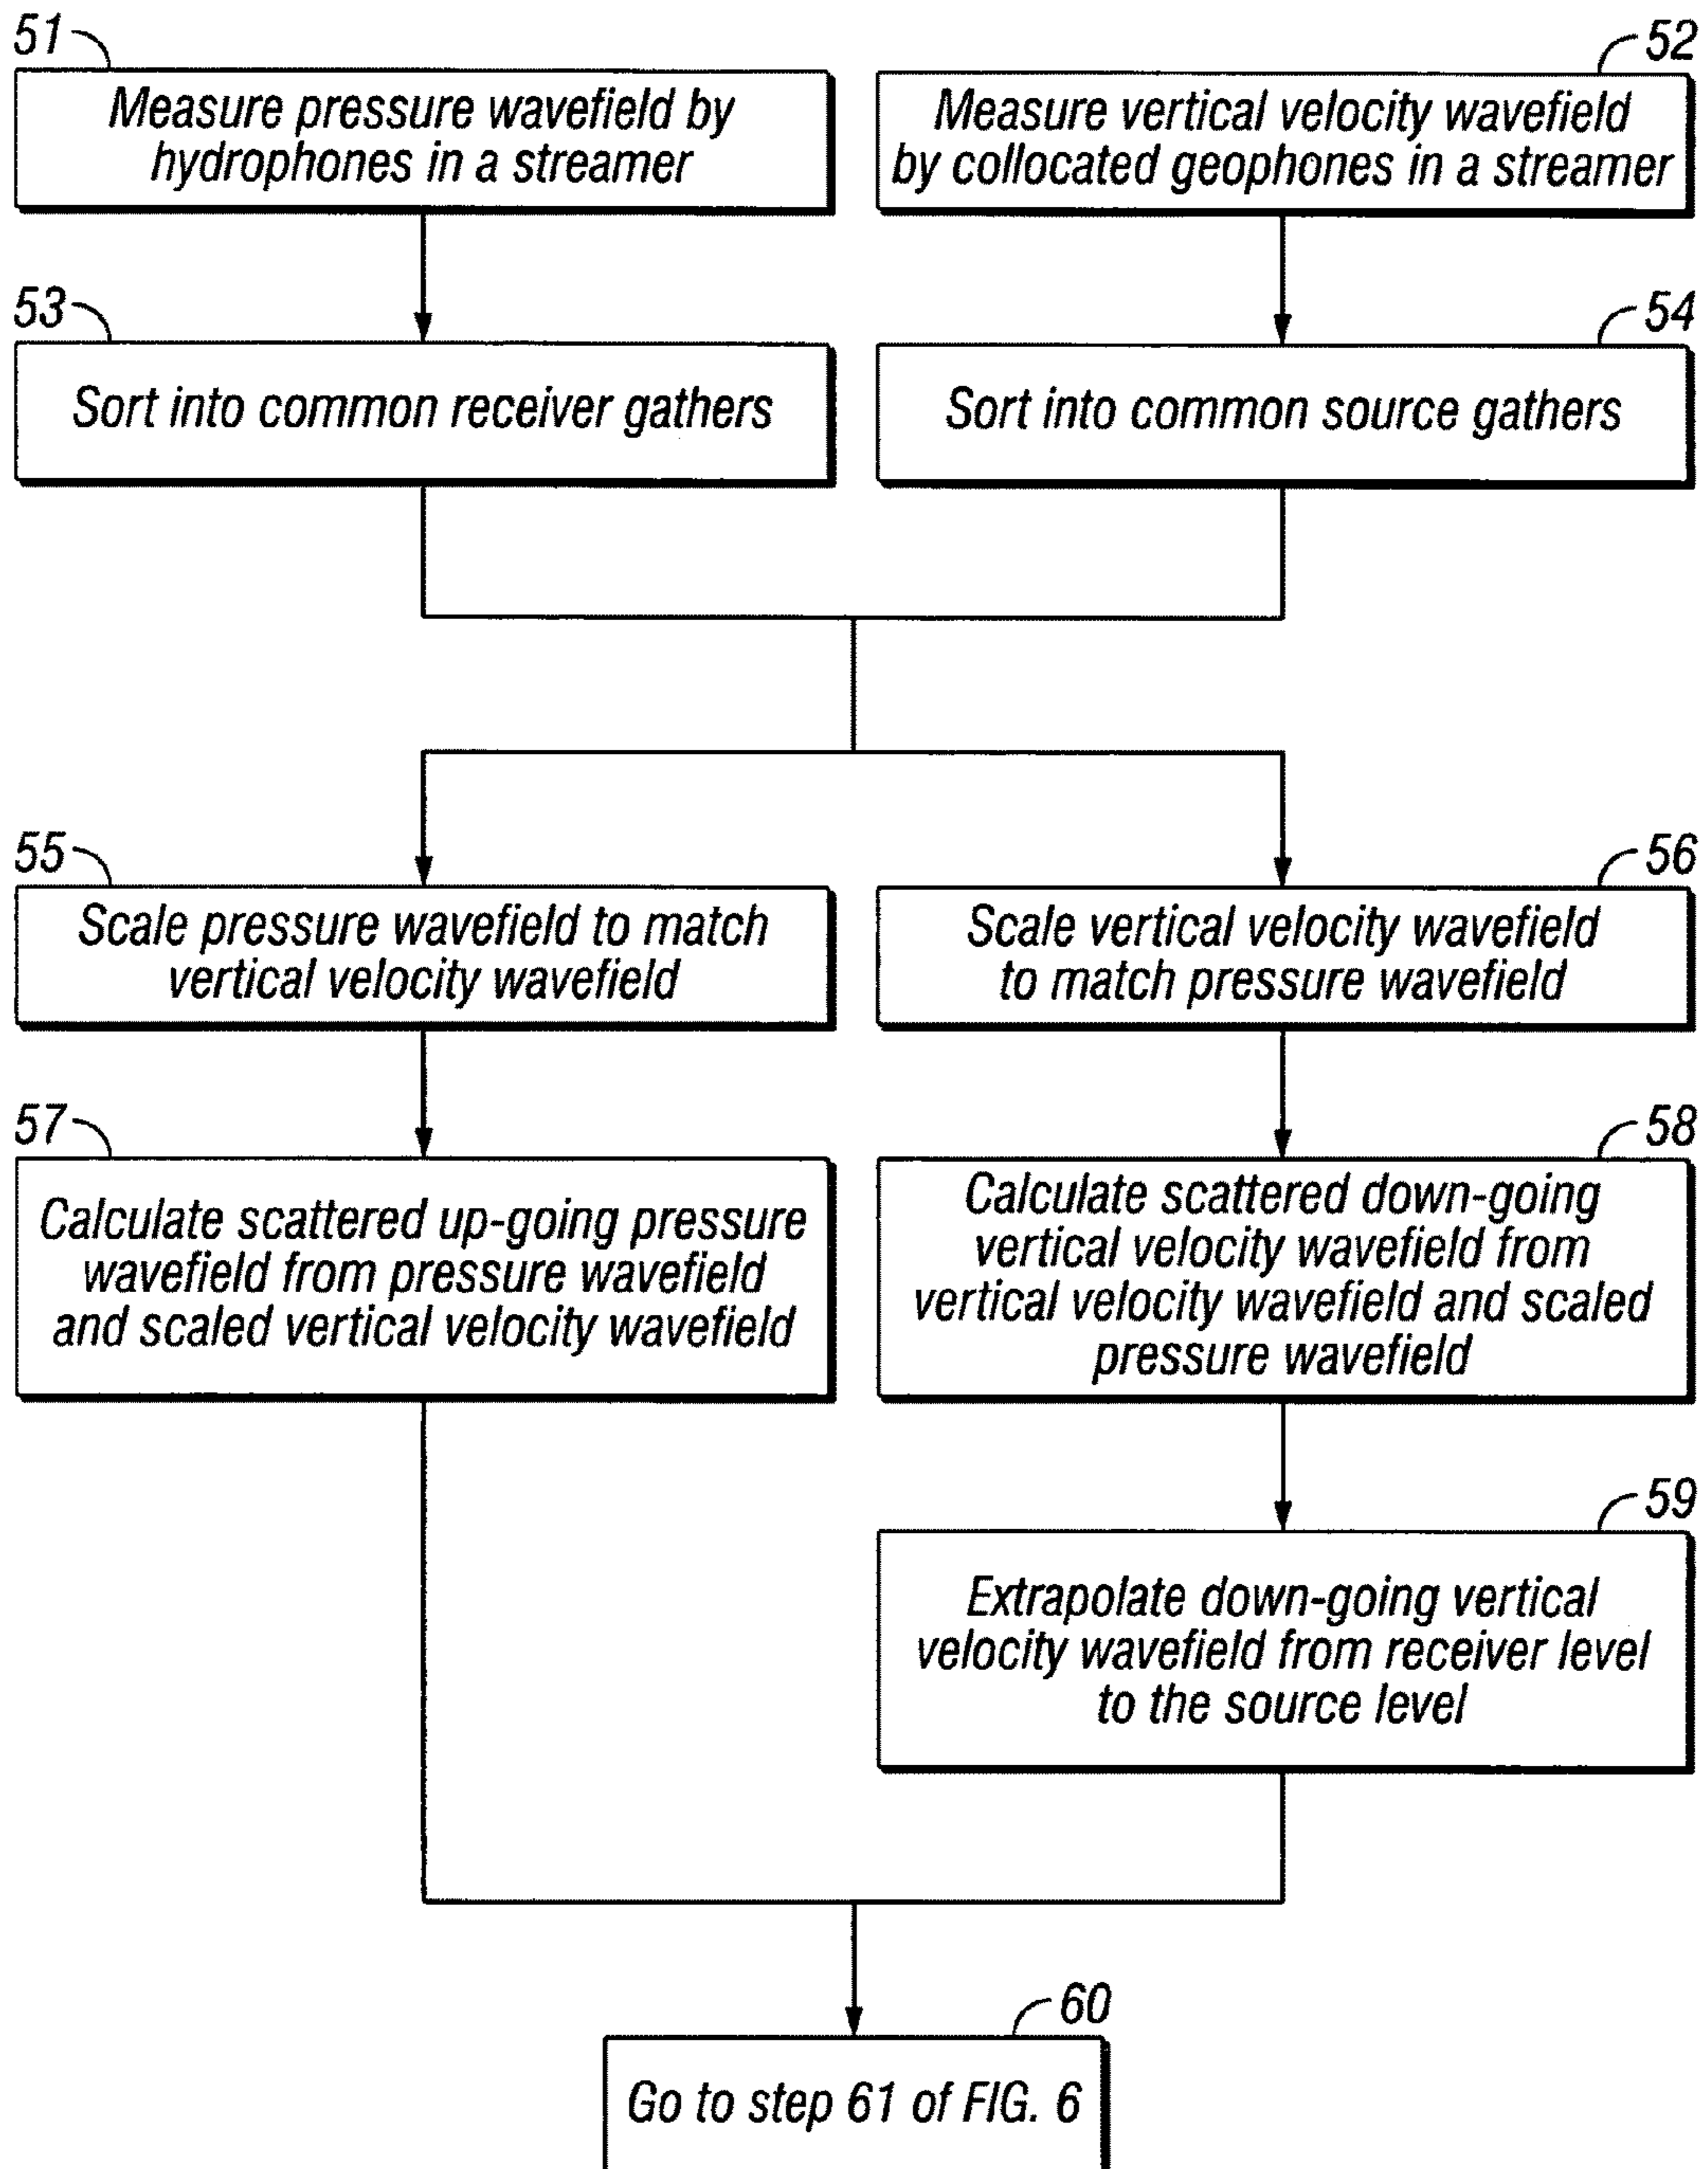 51
Measure pressure wavefield by
hydrophones in a streamer
52
Measure vertical velocity wavefield
by collocated geophones in a streamer
53
Sort into common receiver gathers
54
Sort into common source gathers
55
Scale pressure wavefield to match
vertical velocity wavefield
56
Scale vertical velocity wavefield
to match pressure wavefield
57
Calculate scattered up-going pressure
wavefield from pressure wavefield
and scaled vertical velocity wavefield
58
Calculate scattered down-going
vertical velocity wavefield from
vertical velocity wavefield and scaled
pressure wavefield
59
Extrapolate down-going vertical
velocity wavefield from receiver level
to the source level
60
Go to step 61 of FIG. 6